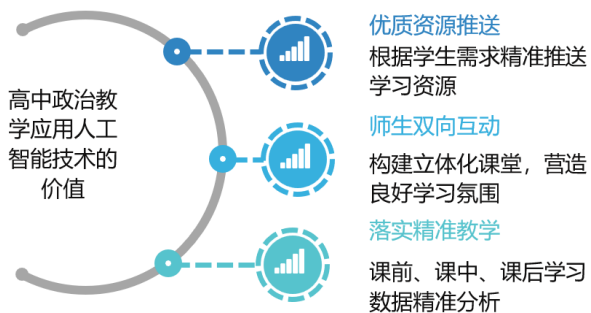 高中政治教
学应用人工
智能技术的
价值
优质资源推送
根据学生需求精准推送
学习资源
师生双向互动
构建立体化课堂，营造
良好学习氛围
落实精准教学
课前、课中、课后学习
数据精准分析